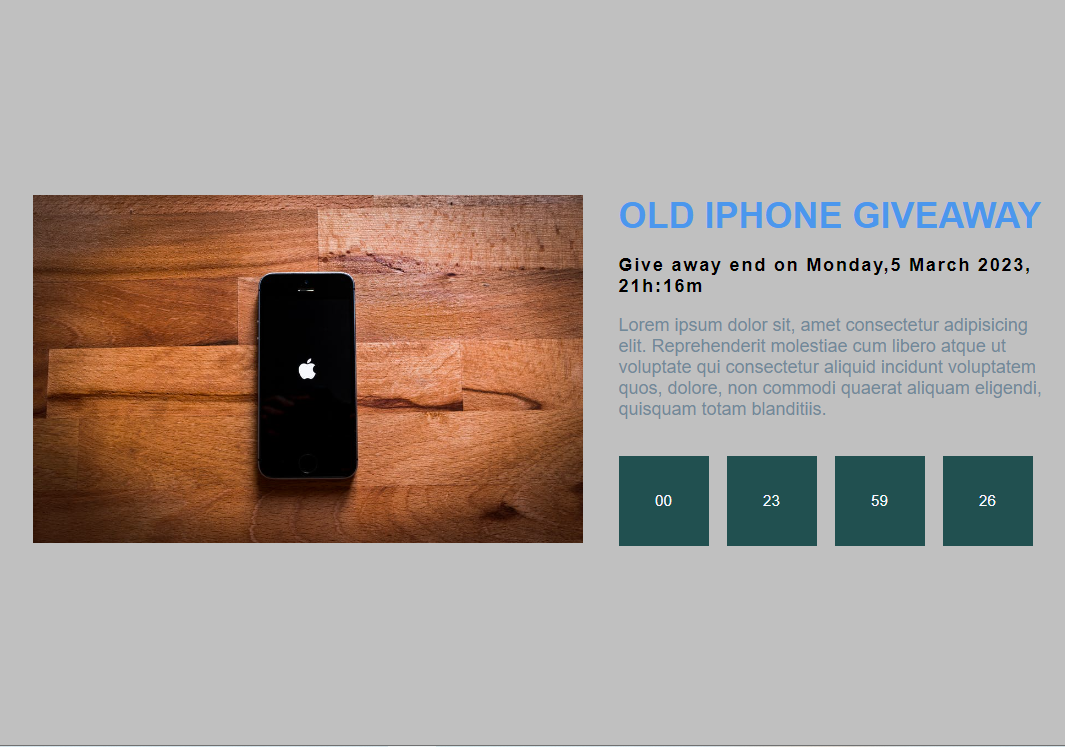 OLD IPHONE GIVEAWAY
Give away end on Monday,5 March 2023,
21h:16m
Lorem ipsum dolor sit, amet consectetur adipisicing
elit. Reprehenderit molestiae cum libero atque ut
voluptate qui consectetur aliquid incidunt voluptatem
quos, dolore, non commodi quaerat aliquam eligendi,
quisquam totam blanditiis.
00 23 59 26